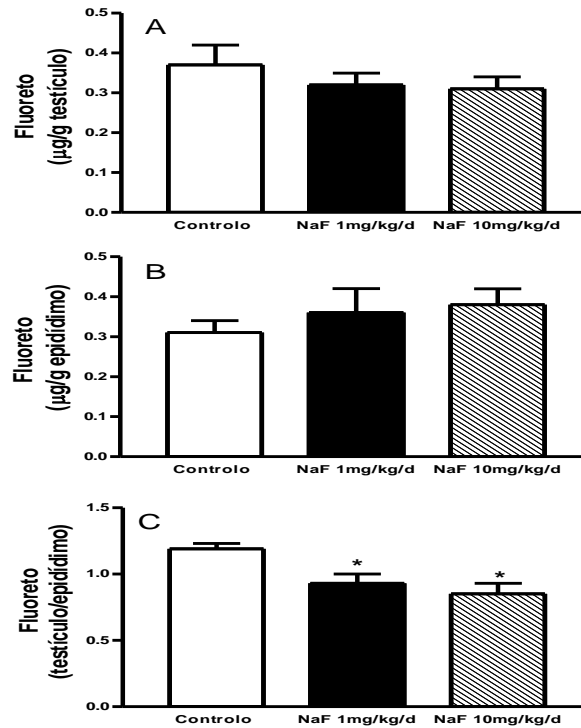 A
Fluoreto
(µg/g testículo)
0.5
0.4
0.3
0.2
0.1
0.0
Controlo NaF 1mg/kg/d NaF 10mg/kg/d
B
Fluoreto
(µg/g epidídimo)
0.5
0.4
0.3
0.2
0.1
0.0
Controlo NaF 1mg/kg/d NaF 10mg/kg/d
C
Fluoreto
(testículo/epidídimo)
1.5
1.0
0.5
0.0
* *
Controlo NaF 1mg/kg/d NaF 10mg/kg/d